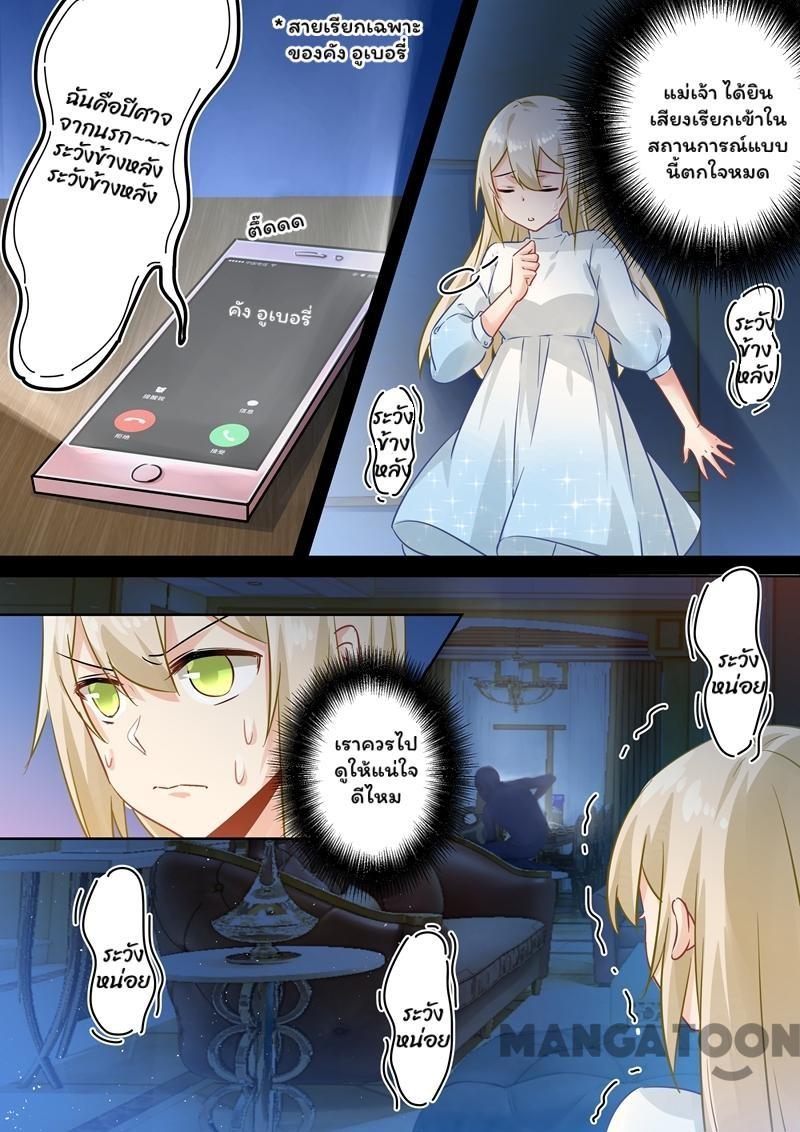 * สายเรียกเฉพาะ
ของคัง อูเบอรี่
ฉันคือปีศาจ
จากนรก~~~
ระวังข้างหลัง
ระวังข้างหลัง
ตื๊ดดด
คัง อูเบอรี่
信息
拒绝
接受
แม่เจ้า ได้ยิน
เสียงเรียกเข้าใน
สถานการณ์แบบ
นี้ตกใจหมด
ระวัง
ข้าง
หลัง
ระวัง
ข้าง
หลัง
เราควรไป
ดูให้แน่ใจ
ดีไหม
ระวัง
หน่อย
ระวัง
หน่อย
ระวัง
หน่อย
MANGATOON